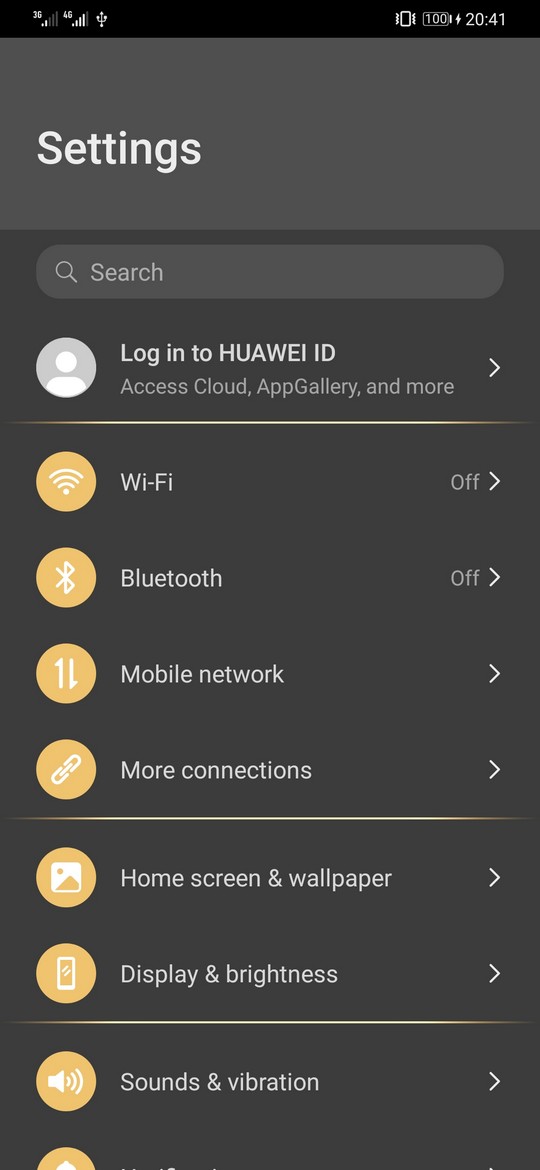 3G 4G 100 20:41
Settings
Search
Log in to HUAWEI ID
Access Cloud, AppGallery, and more
Wi-Fi Off
Bluetooth Off
Mobile network
More connections
Home screen & wallpaper
Display & brightness
Sounds & vibration